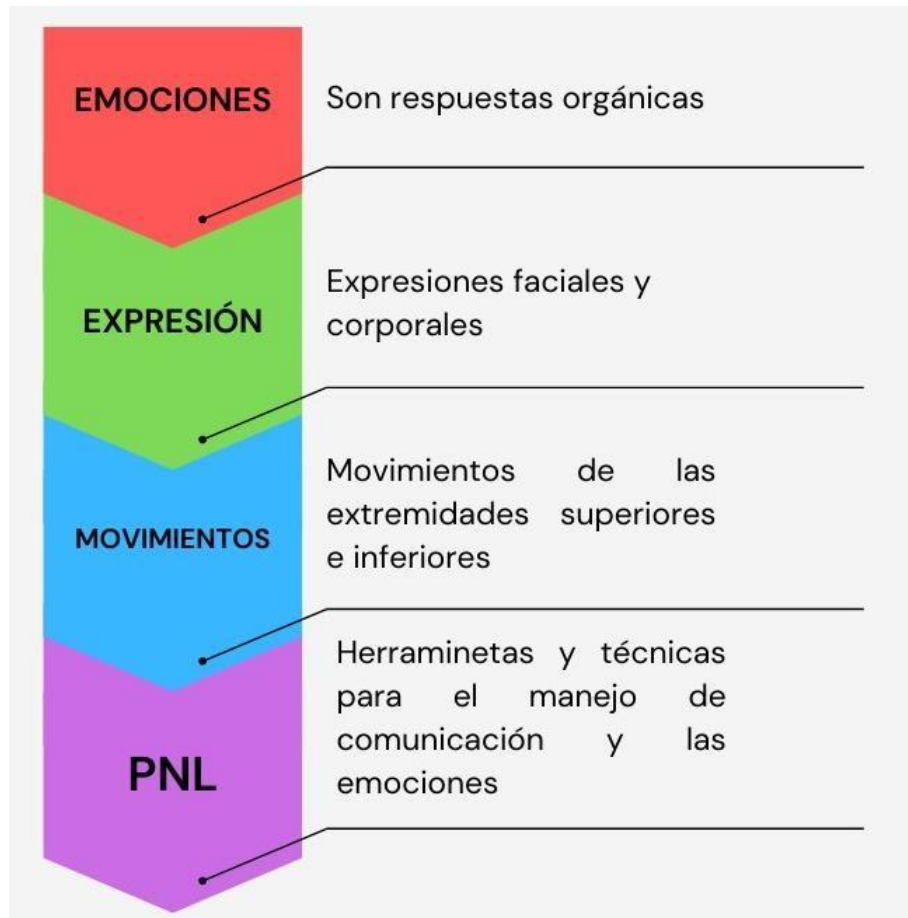 EMOCIONES
Son respuestas orgánicas
EXPRESIÓN
Expresiones faciales y
corporales
MOVIMIENTOS
Movimientos de las
extremidades superiores
e inferiores
PNL
Herraminetas y técnicas
para el manejo de
comunicación y las
emociones